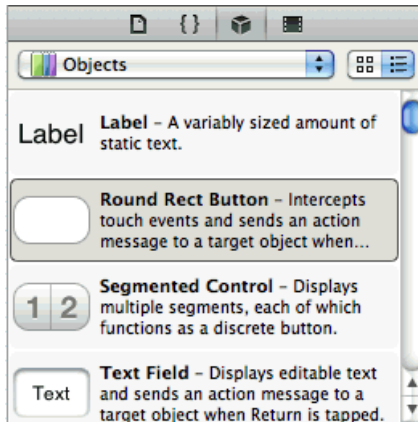 { }
Objects
Label
Label – A variably sized amount of
static text.
Round Rect Button – Intercepts
touch events and sends an action
message to a target object when...
1 2
Segmented Control – Displays
multiple segments, each of which
functions as a discrete button.
Text
Text Field – Displays editable text
and sends an action message to a
target object when Return is tapped.